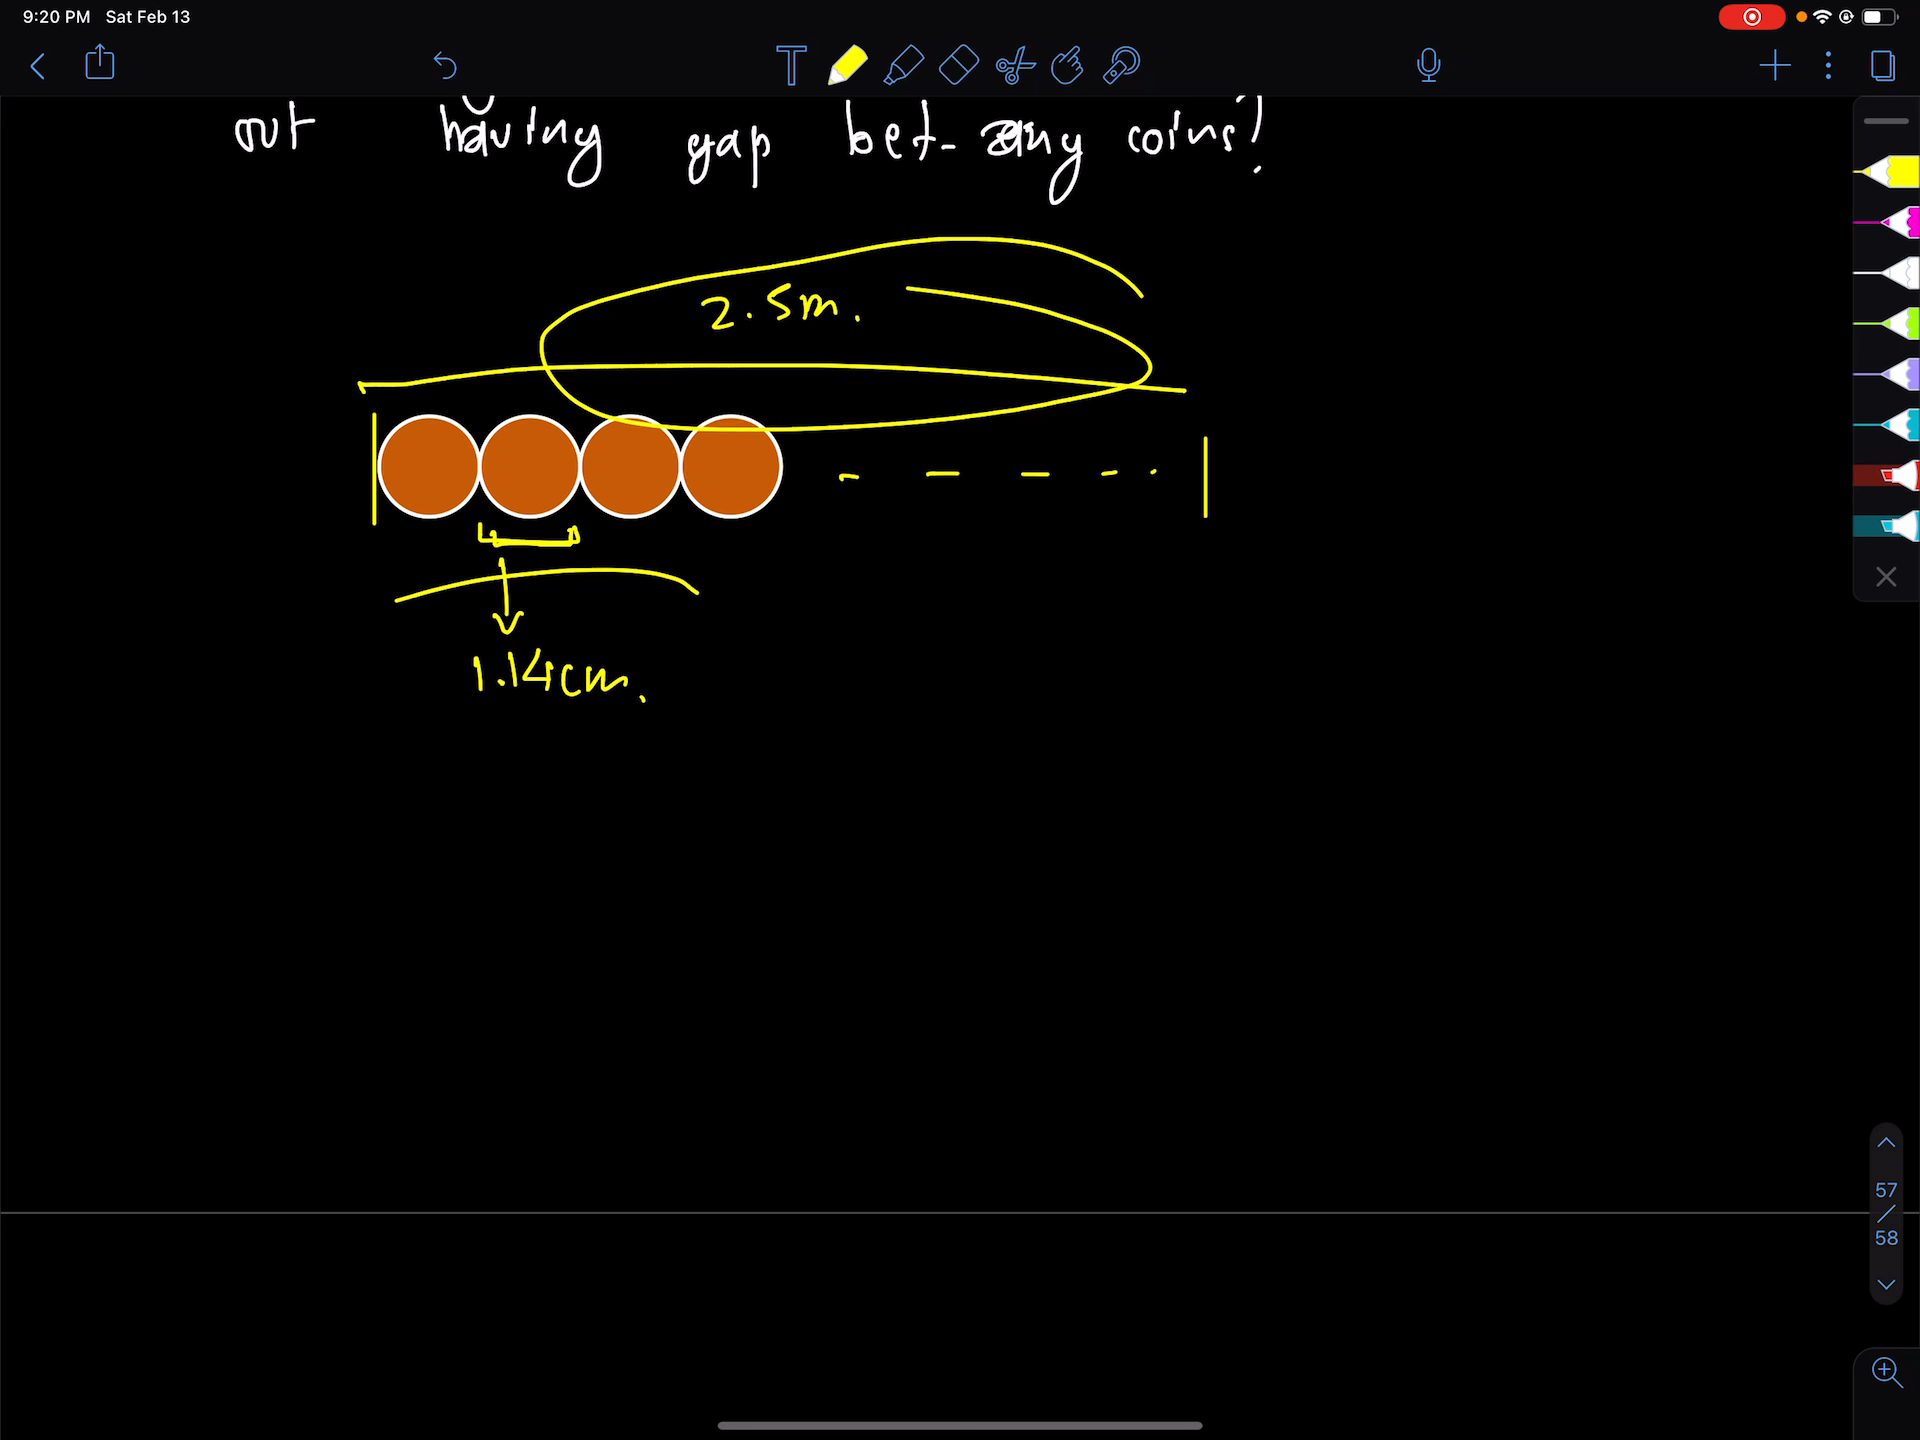 9:20 PM Sat Feb 13
out having gap bet- any coins?
2.5m.
1.14cm.
57
/
58